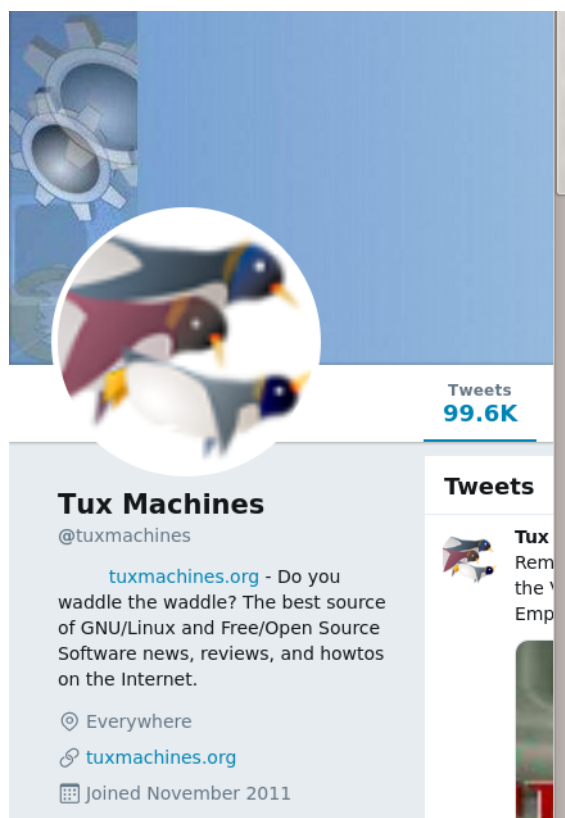 Tweets
99.6K
Tux Machines
@tuxmachines
tuxmachines.org - Do you
waddle the waddle? The best source
of GNU/Linux and Free/Open Source
Software news, reviews, and howtos
on the Internet.
Everywhere
tuxmachines.org
Joined November 2011
Tweets
Tux
Rem
the
Emp